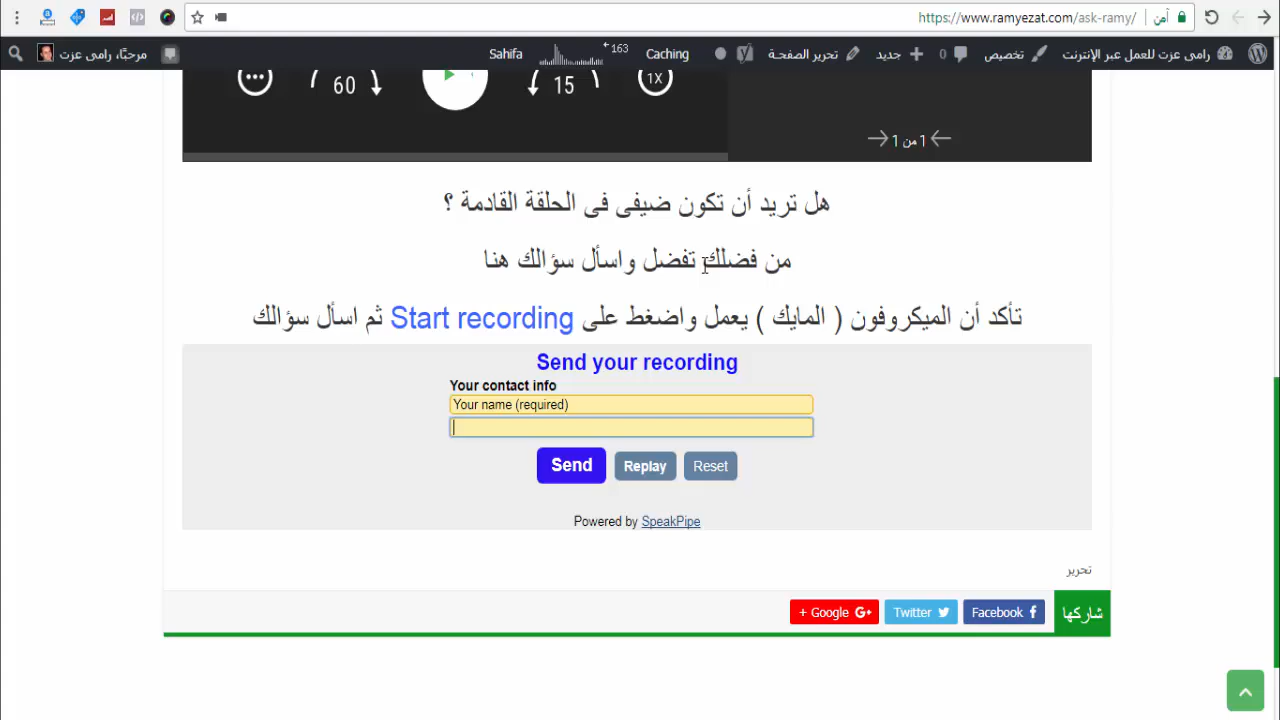 https://www.ramyezat.com/ask-ramy/ آمن
رامى عزت للعمل عبر الإنترنت تخصيص 0 جديد تحرير الصفحة Caching 163 Sahifa مرحبًا، رامى عزت
60 15 1X
1 من 1
هل تريد أن تكون ضيفى فى الحلقة القادمة ؟
من فضلك تفضل واسأل سؤالك هنا
تأكد أن الميكروفون ( المايك ) يعمل واضغط على Start recording ثم اسأل سؤالك
Send your recording
Your contact info
Your name (required)
Send Replay Reset
Powered by SpeakPipe
تحرير
شاركها Facebook Twitter Google +